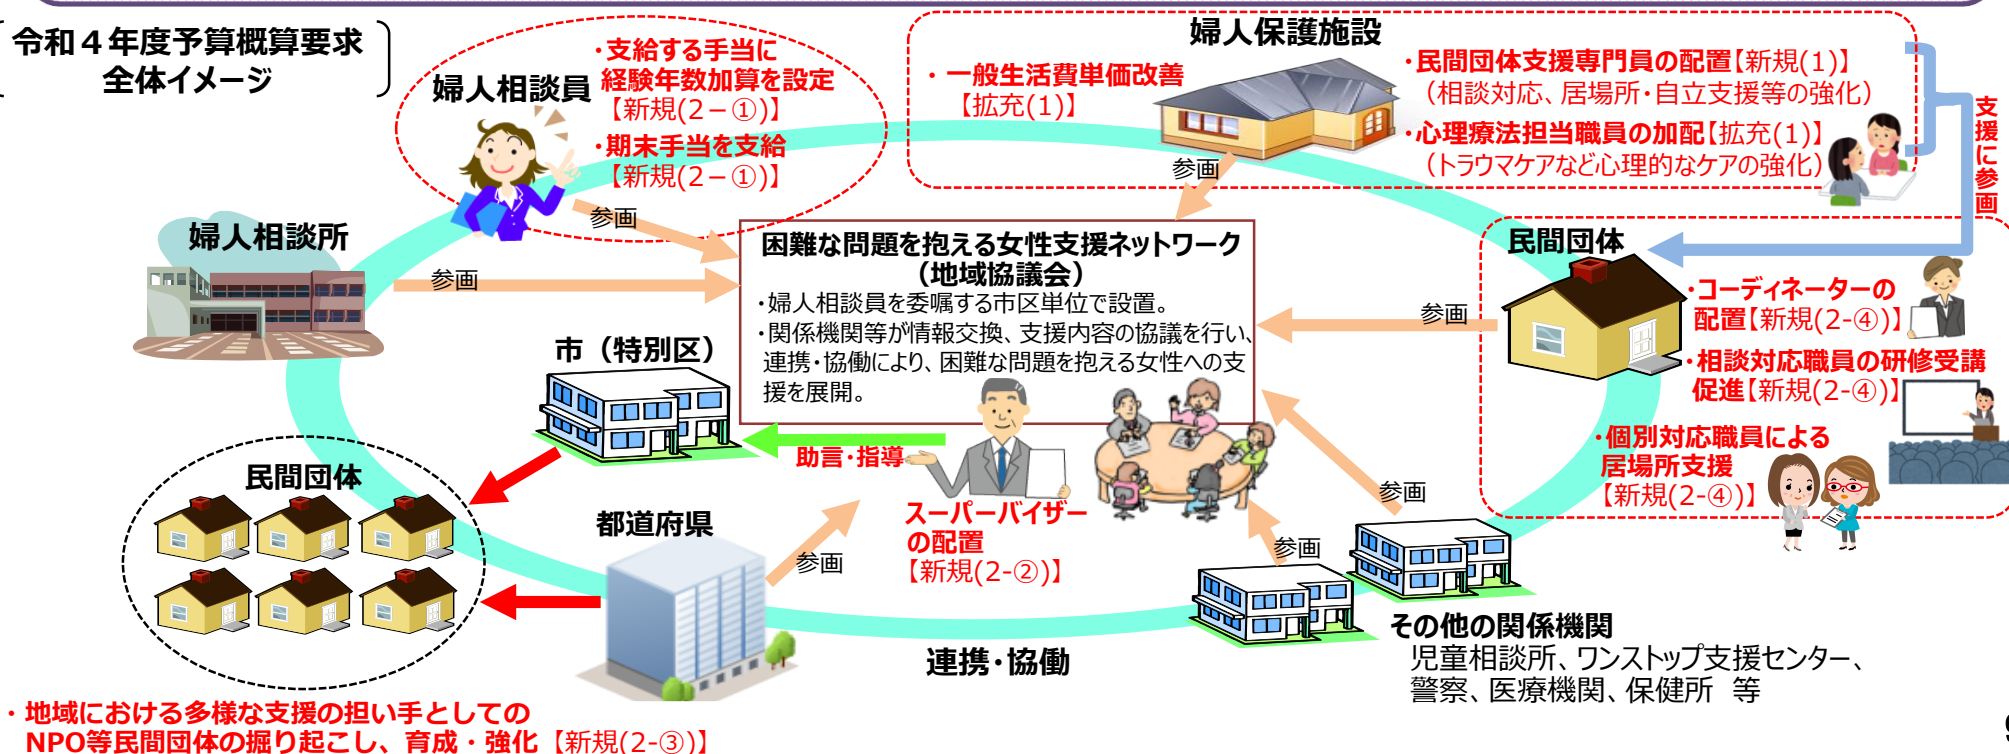 令和４年度予算概算要求
全体イメージ
婦人相談員
・支給する手当に
経験年数加算を設定
【新規(2－①)】
・期末手当を支給
【新規(2－①)】
婦人保護施設
・一般生活費単価改善
【拡充(1)】
・民間団体支援専門員の配置【新規(1)】
（相談対応、居場所・自立支援等の強化）
・心理療法担当職員の加配【拡充(1)】
（トラウマケアなど心理的なケアの強化）
支援に参画
参画
参画
婦人相談所
参画
困難な問題を抱える女性支援ネットワーク
（地域協議会）
・婦人相談員を委嘱する市区単位で設置。
・関係機関等が情報交換、支援内容の協議を行い、
連携・協働により、困難な問題を抱える女性への支
援を展開。
民間団体
参画
・コーディネーターの
配置【新規(2-④)】
・相談対応職員の研修受講
促進【新規(2-④)】
・個別対応職員による
居場所支援
【新規(2-④)】
市（特別区）
助言・指導
スーパーバイザー
の配置
【新規(2-②)】
民間団体
都道府県
参画
参画
参画
その他の関係機関
児童相談所、ワンストップ支援センター、
警察、医療機関、保健所 等
連携・協働
・地域における多様な支援の担い手としての
NPO等民間団体の掘り起こし、育成・強化【新規(2-③)】